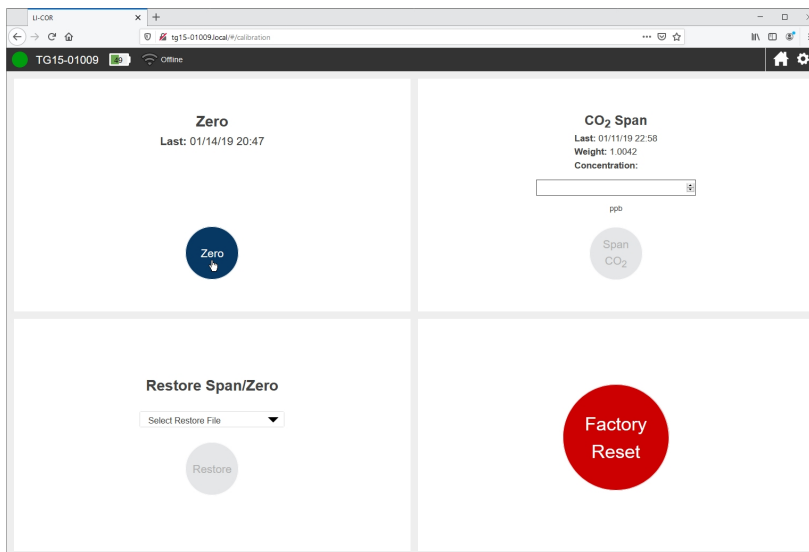 LI-COR
tg15-01009.local/#/calibration
TG15-01009
49
Offline
Zero
Last: 01/14/19 20:47
Zero
CO2 Span
Last: 01/11/19 22:58
Weight: 1.0042
Concentration:
ppb
Span
CO2
Restore Span/Zero
Select Restore File
Restore
Factory
Reset